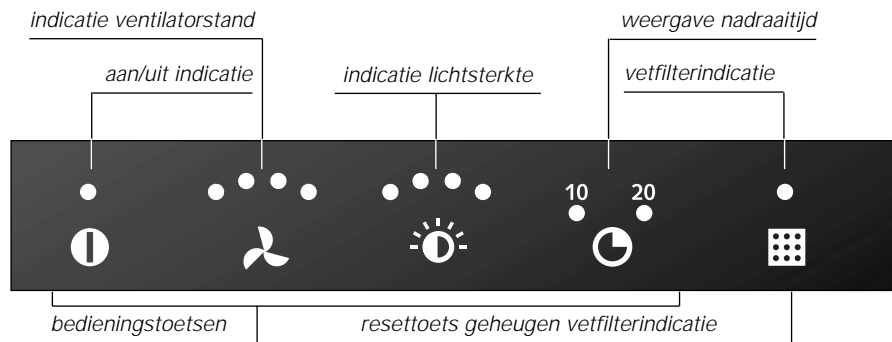 indicatie ventilatorstand weergave nadraaitijd
aan/uit indicatie indicatie lichtsterkte vetfilterindicatie
10 20
bedieningstoetsen resettoets geheugen vetfilterindicatie